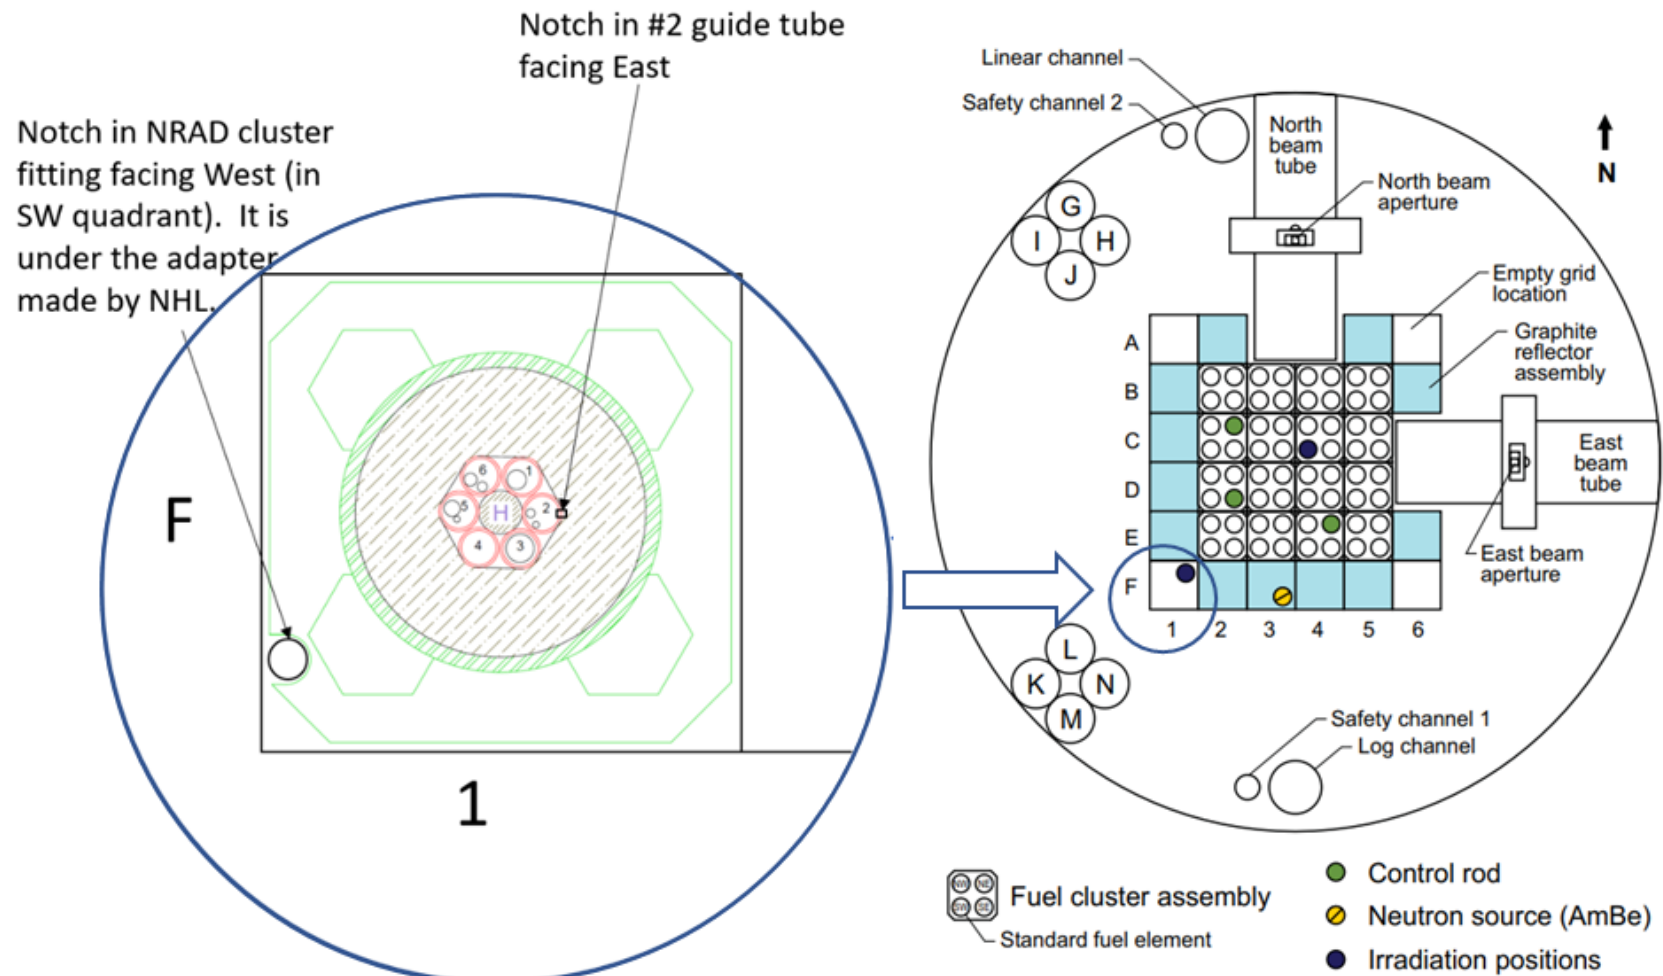 Notch in #2 guide tube
facing East
Notch in NRAD cluster
fitting facing West (in
SW quadrant). It is
under the adapter
made by NHL.
F
1
6
1
5
H
2
4
3
Linear channel
Safety channel 2
North
beam
tube
N
North beam
aperture
G
I
H
J
Empty grid
location
Graphite
reflector
assembly
A
B
C
D
E
F
1
2
3
4
5
6
East
beam
tube
East beam
aperture
L
K
N
M
Safety channel 1
Log channel
NW
NE
SW
SE
Fuel cluster assembly
Standard fuel element
Control rod
Neutron source (AmBe)
Irradiation positions